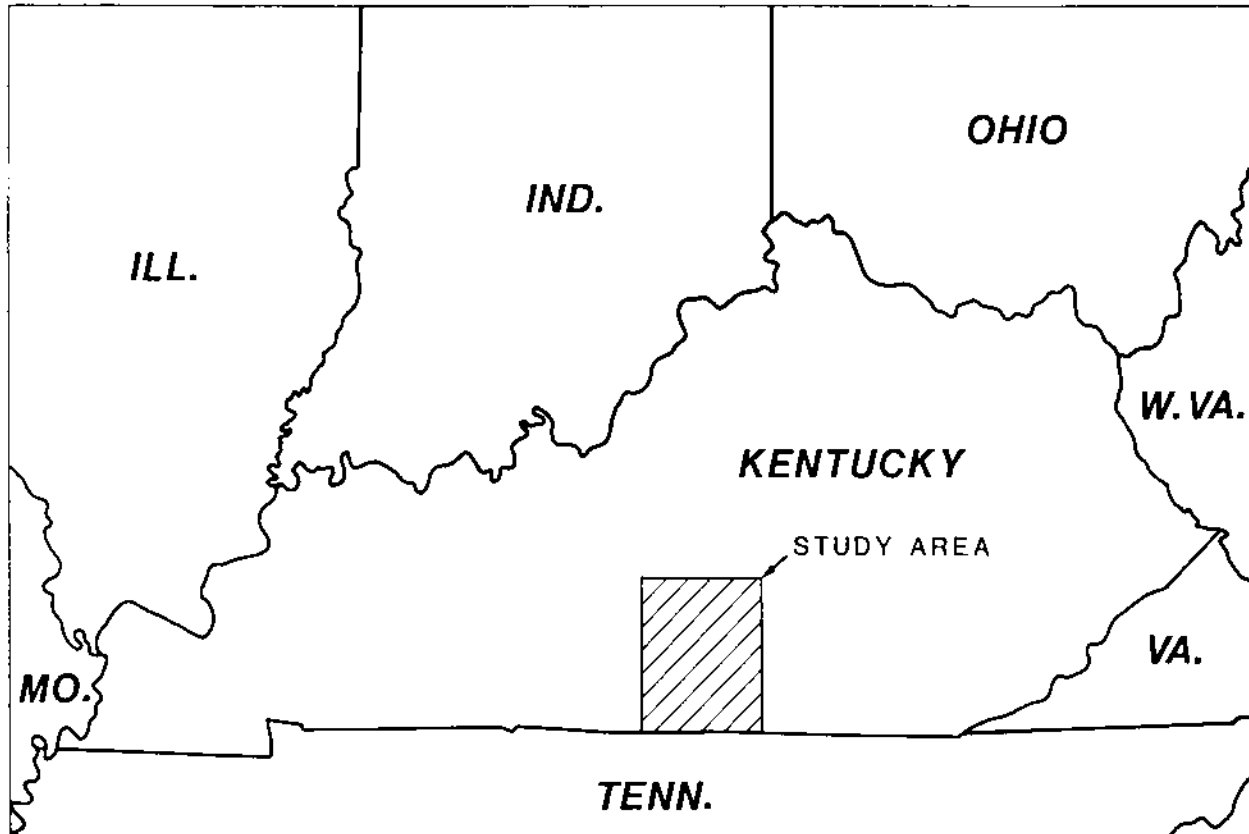 OHIO
IND.
ILL.
W. VA.
KENTUCKY
STUDY AREA
VA.
MO.
TENN.